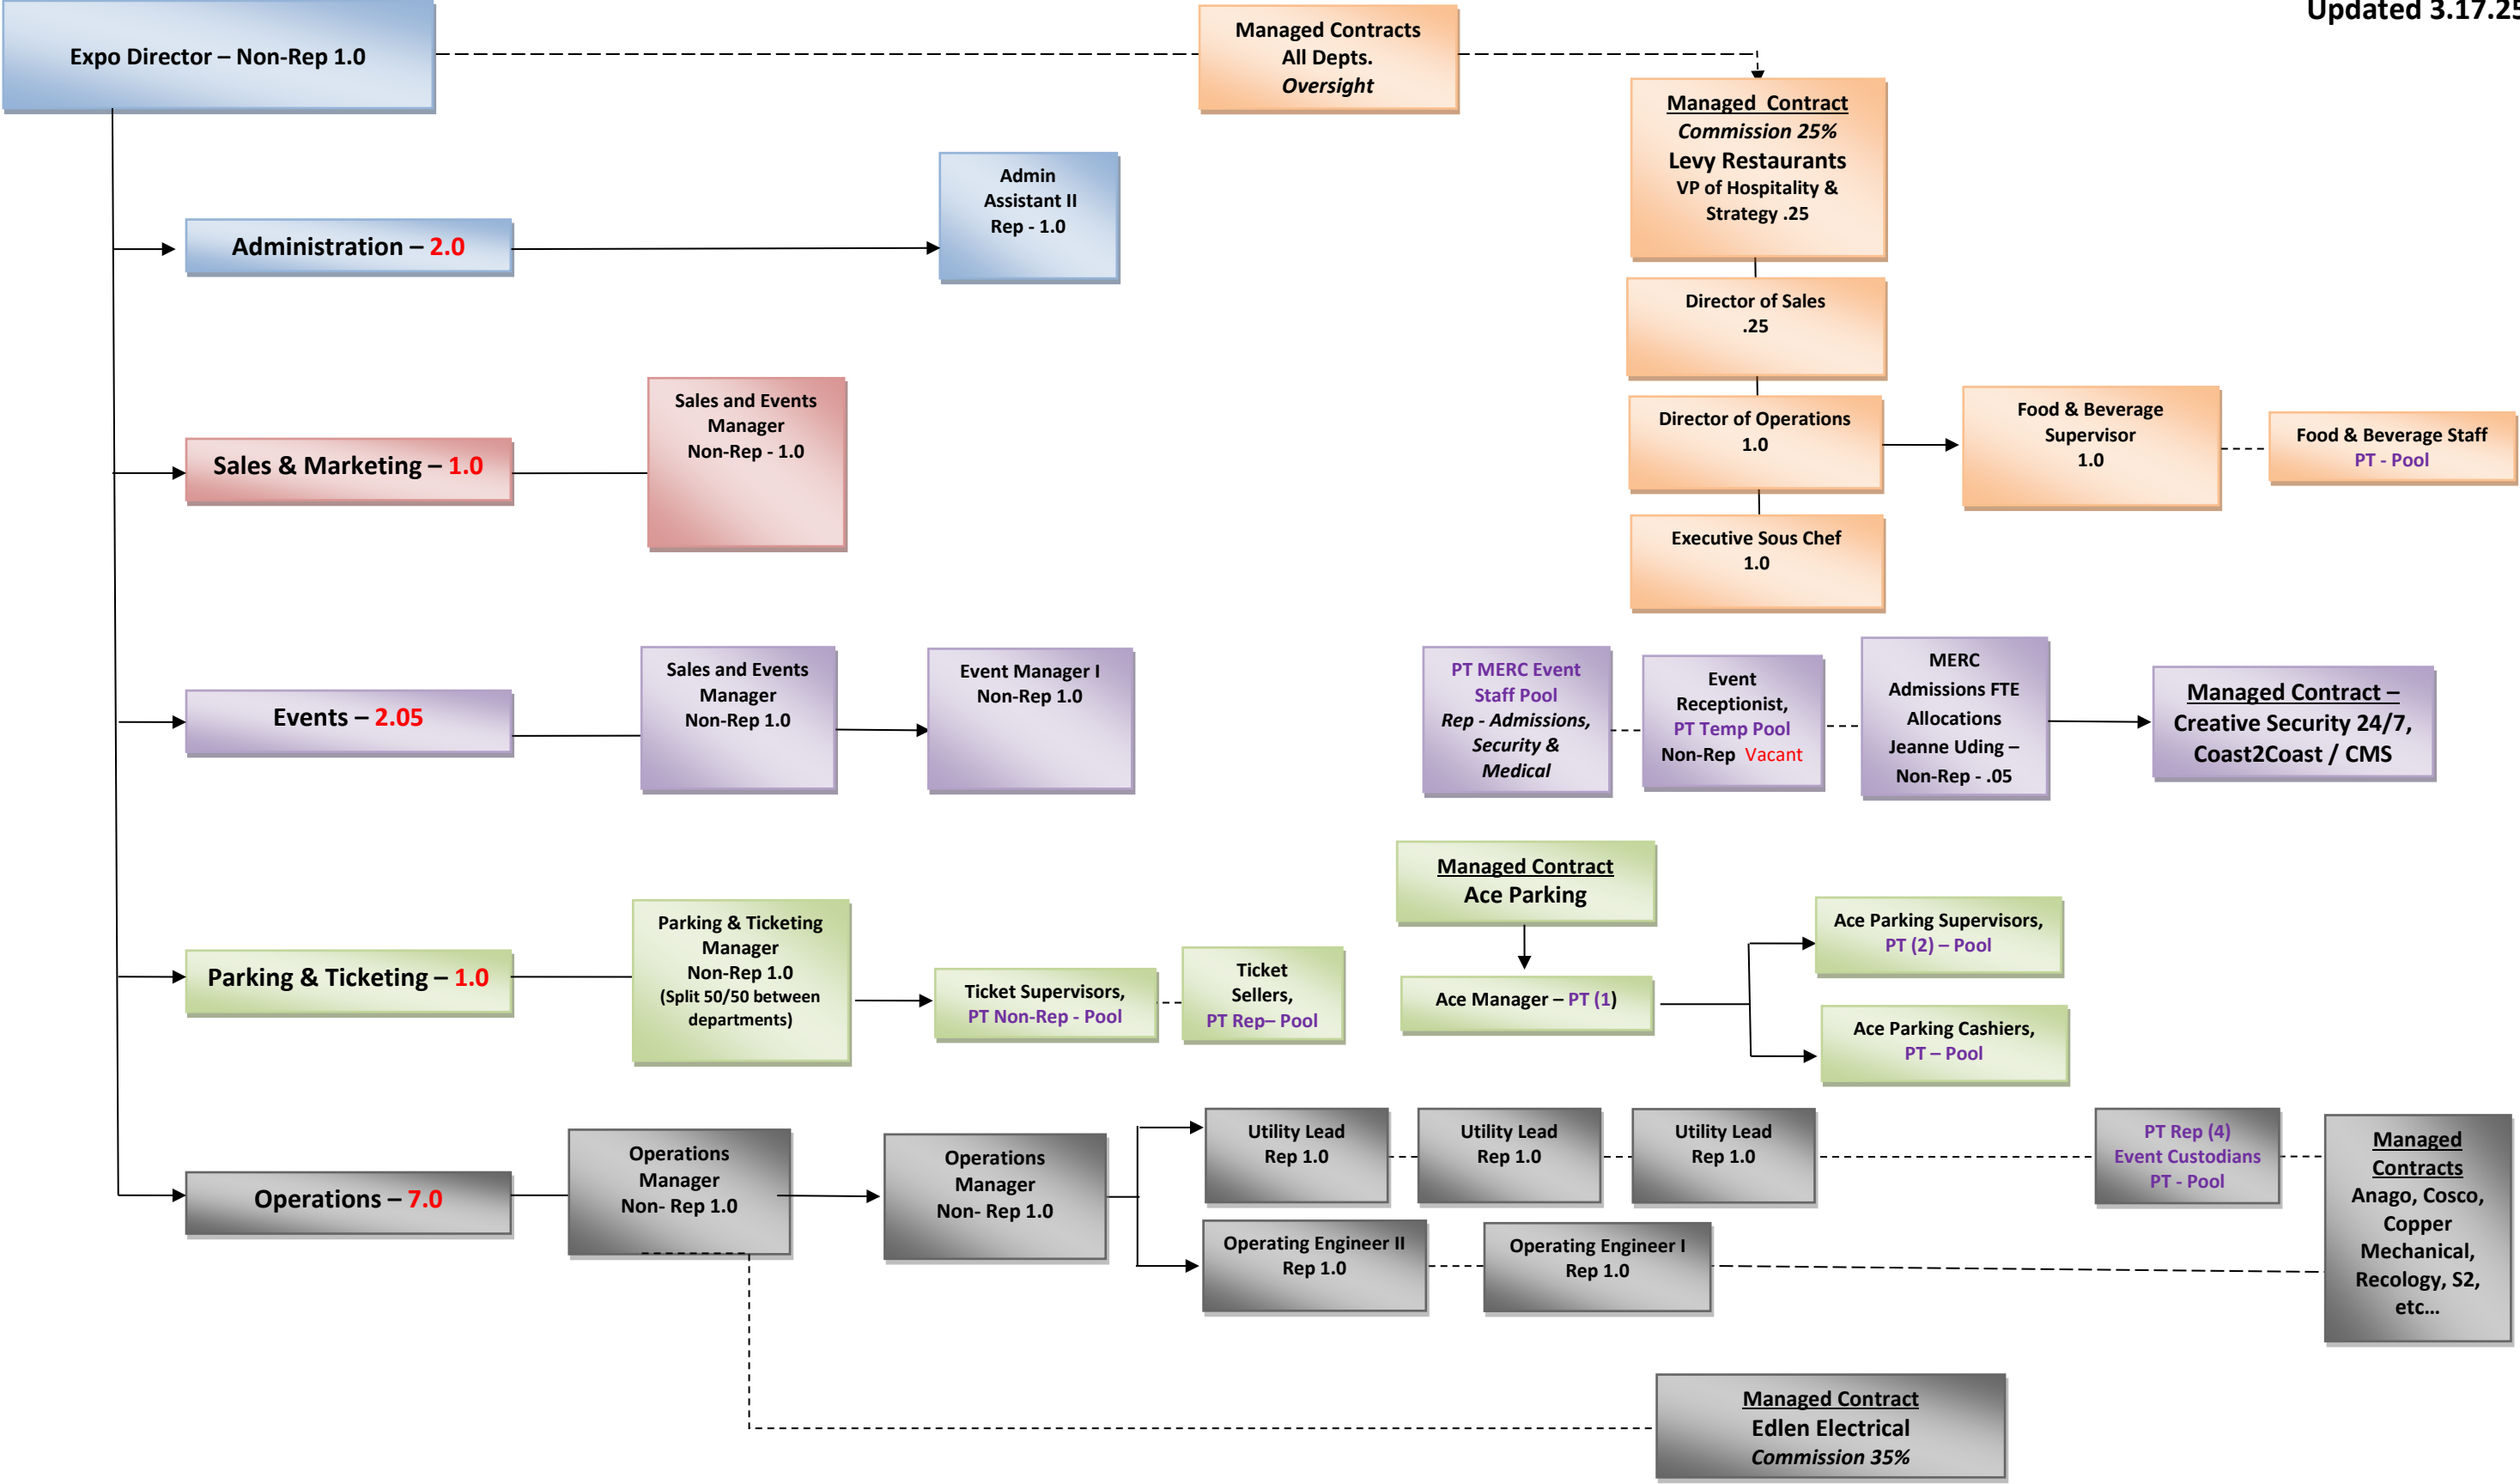 Updated 3.17.25
Expo Director – Non-Rep 1.0
Managed Contracts
All Depts.
Oversight
Managed  Contract
Commission 25%
Levy Restaurants
VP of Hospitality &
Strategy .25
Admin
Assistant II
Rep - 1.0
Administration – 2.0
Director of Sales
.25
Sales and Events
Manager
Non-Rep - 1.0
Sales & Marketing – 1.0
Director of Operations
1.0
Food & Beverage
Supervisor
1.0
Food & Beverage Staff
PT - Pool
Executive Sous Chef
1.0
Events – 2.05
Sales and Events
Manager
Non-Rep 1.0
Event Manager I
Non-Rep 1.0
PT MERC Event
Staff Pool
Rep - Admissions,
Security &
Medical
Event
Receptionist,
PT Temp Pool
Non-Rep  Vacant
MERC
Admissions FTE
Allocations
Jeanne Uding –
Non-Rep - .05
Managed Contract –
Creative Security 24/7,
Coast2Coast / CMS
Parking & Ticketing – 1.0
Parking & Ticketing
Manager
Non-Rep 1.0
(Split 50/50 between
departments)
Ticket Supervisors,
PT Non-Rep - Pool
Ticket
Sellers,
PT Rep– Pool
Managed Contract
Ace Parking
Ace Manager – PT (1)
Ace Parking Supervisors,
PT (2) – Pool
Ace Parking Cashiers,
PT – Pool
Operations – 7.0
Operations
Manager
Non- Rep 1.0
Operations
Manager
Non- Rep 1.0
Utility Lead
Rep 1.0
Utility Lead
Rep 1.0
Utility Lead
Rep 1.0
PT Rep (4)
Event Custodians
PT - Pool
Managed
Contracts
Anago, Cosco,
Copper
Mechanical,
Recology, S2,
etc…
Operating Engineer II
Rep 1.0
Operating Engineer I
Rep 1.0
Managed Contract
Edlen Electrical
Commission 35%